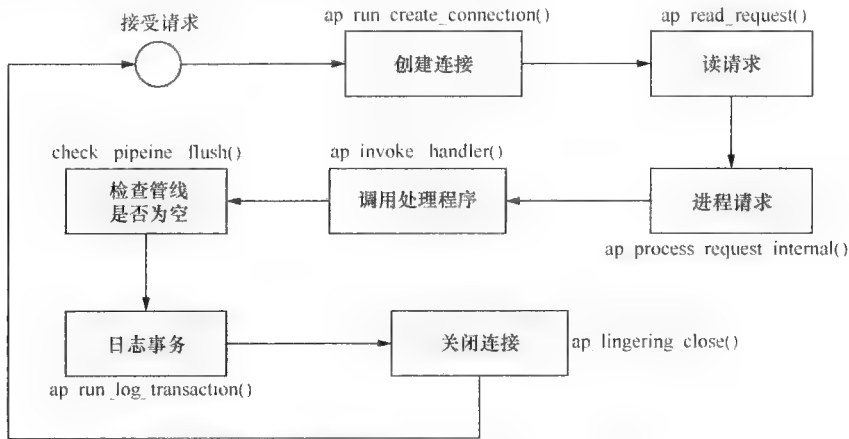 接受请求
ap_run_create_connection()
创建连接
ap_read_request()
读请求
check_pipeine_flush()
检查管线
是否为空
ap_invoke_handler()
调用处理程序
进程请求
ap_process_request_internal()
日志事务
ap_run_log_transaction()
关闭连接
ap_lingering_close()